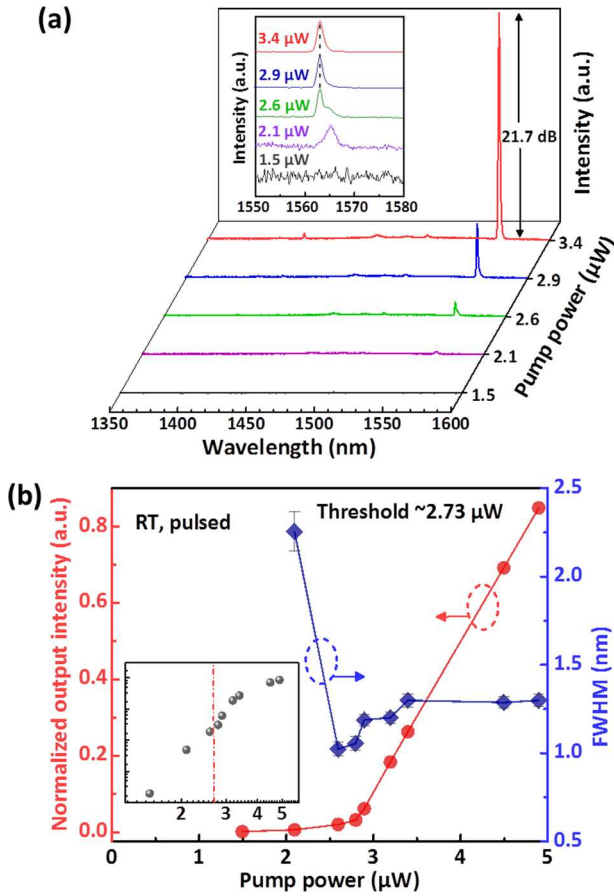 (a)
3.4 µW
2.9 µW
2.6 µW
2.1 µW
1.5 µW
Intensity (a.u.)
1550 1560 1570 1580
Intensity (a.u.)
21.7 dB
3.4
2.9
2.6
2.1
1.5
Pump power (µW)
1350 1400 1450 1500 1550 1600
Wavelength (nm)
(b)
RT, pulsed
Threshold ~2.73 µW
Normalized output intensity (a.u.)
0.8
0.6
0.4
0.2
0.0
2.5
2.0
1.5
1.0
0.5
FWHM (nm)
2 3 4 5
0 1 2 3 4 5
Pump power (µW)